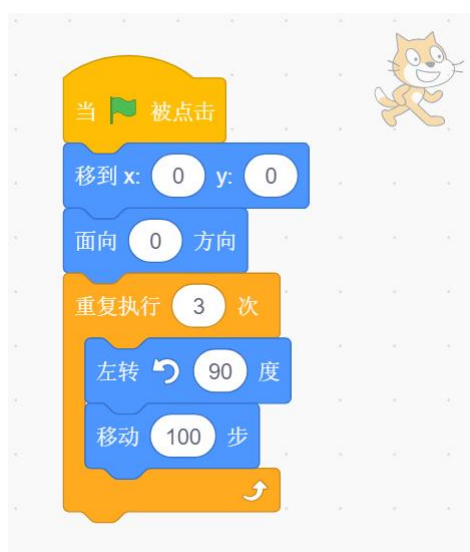 当 被点击
移到 x: 0 y: 0
面向 0 方向
重复执行 3 次
左转 90 度
移动 100 步